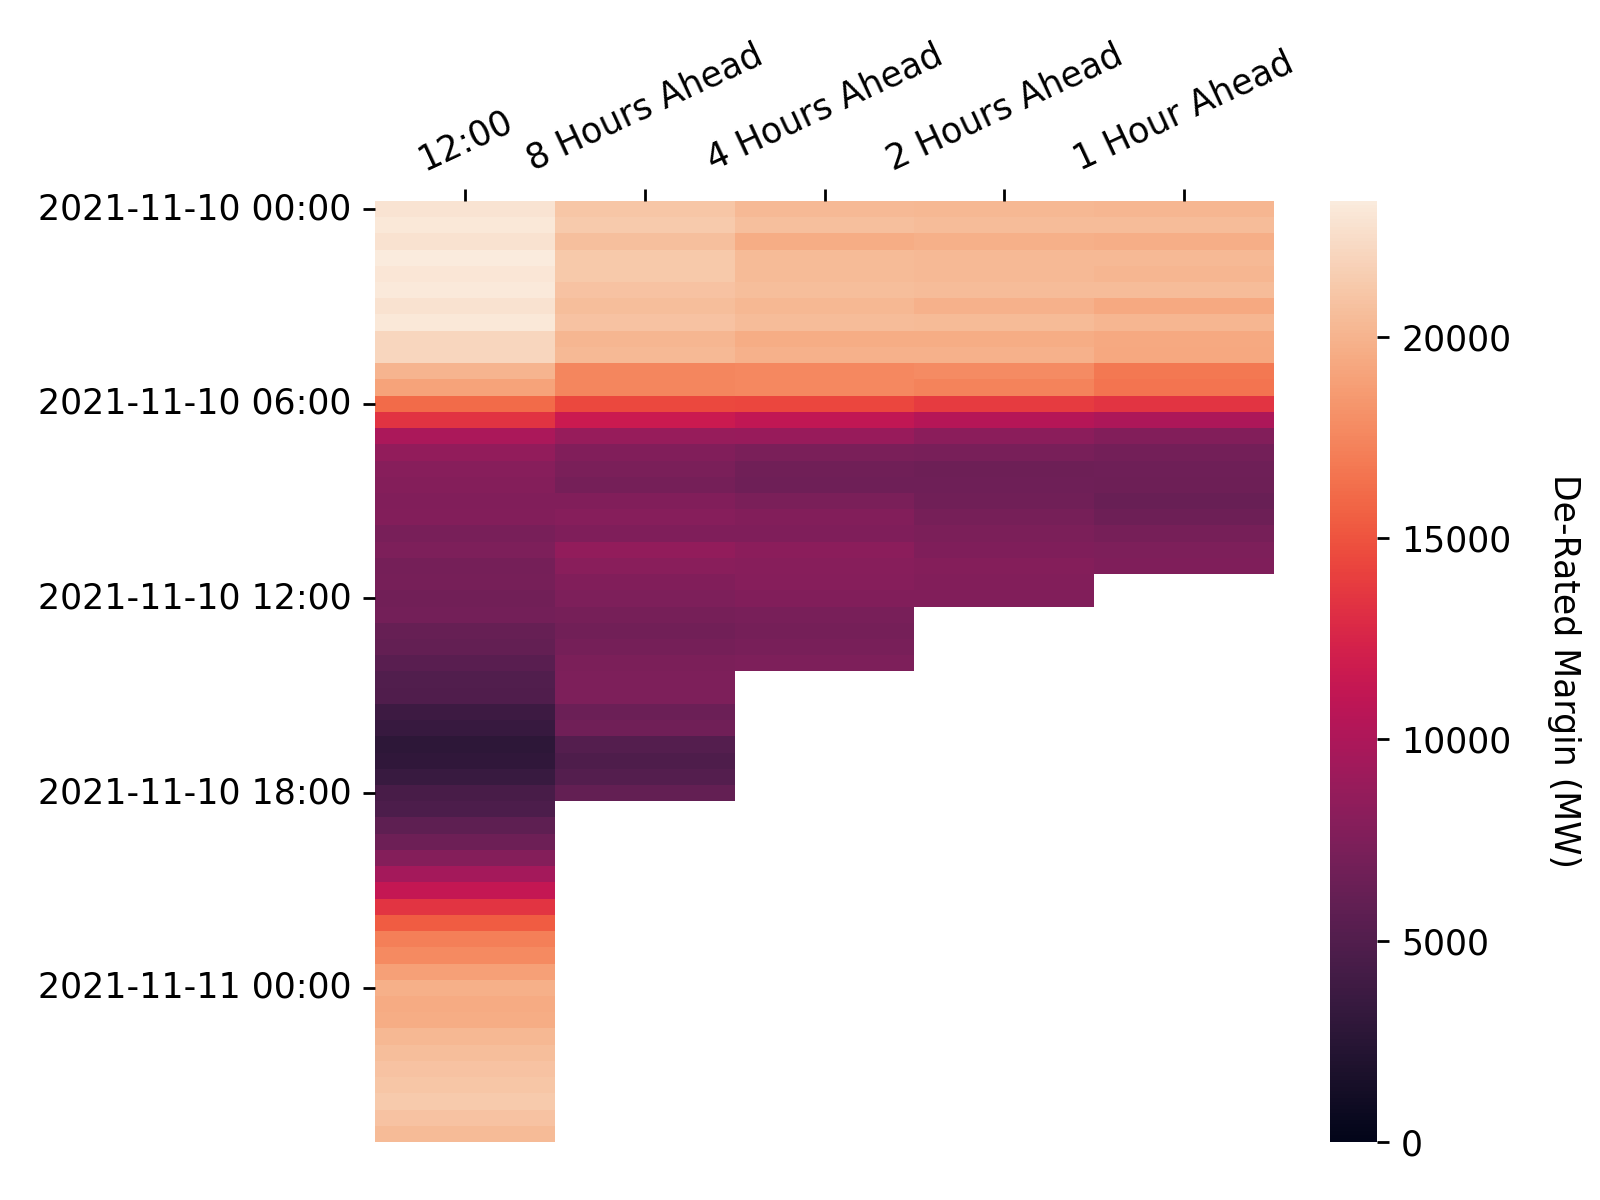 12:00
8 Hours Ahead
4 Hours Ahead
2 Hours Ahead
1 Hour Ahead
2021-11-10 00:00
2021-11-10 06:00
2021-11-10 12:00
2021-11-10 18:00
2021-11-11 00:00
20000
15000
10000
5000
0
De-Rated Margin (MW)